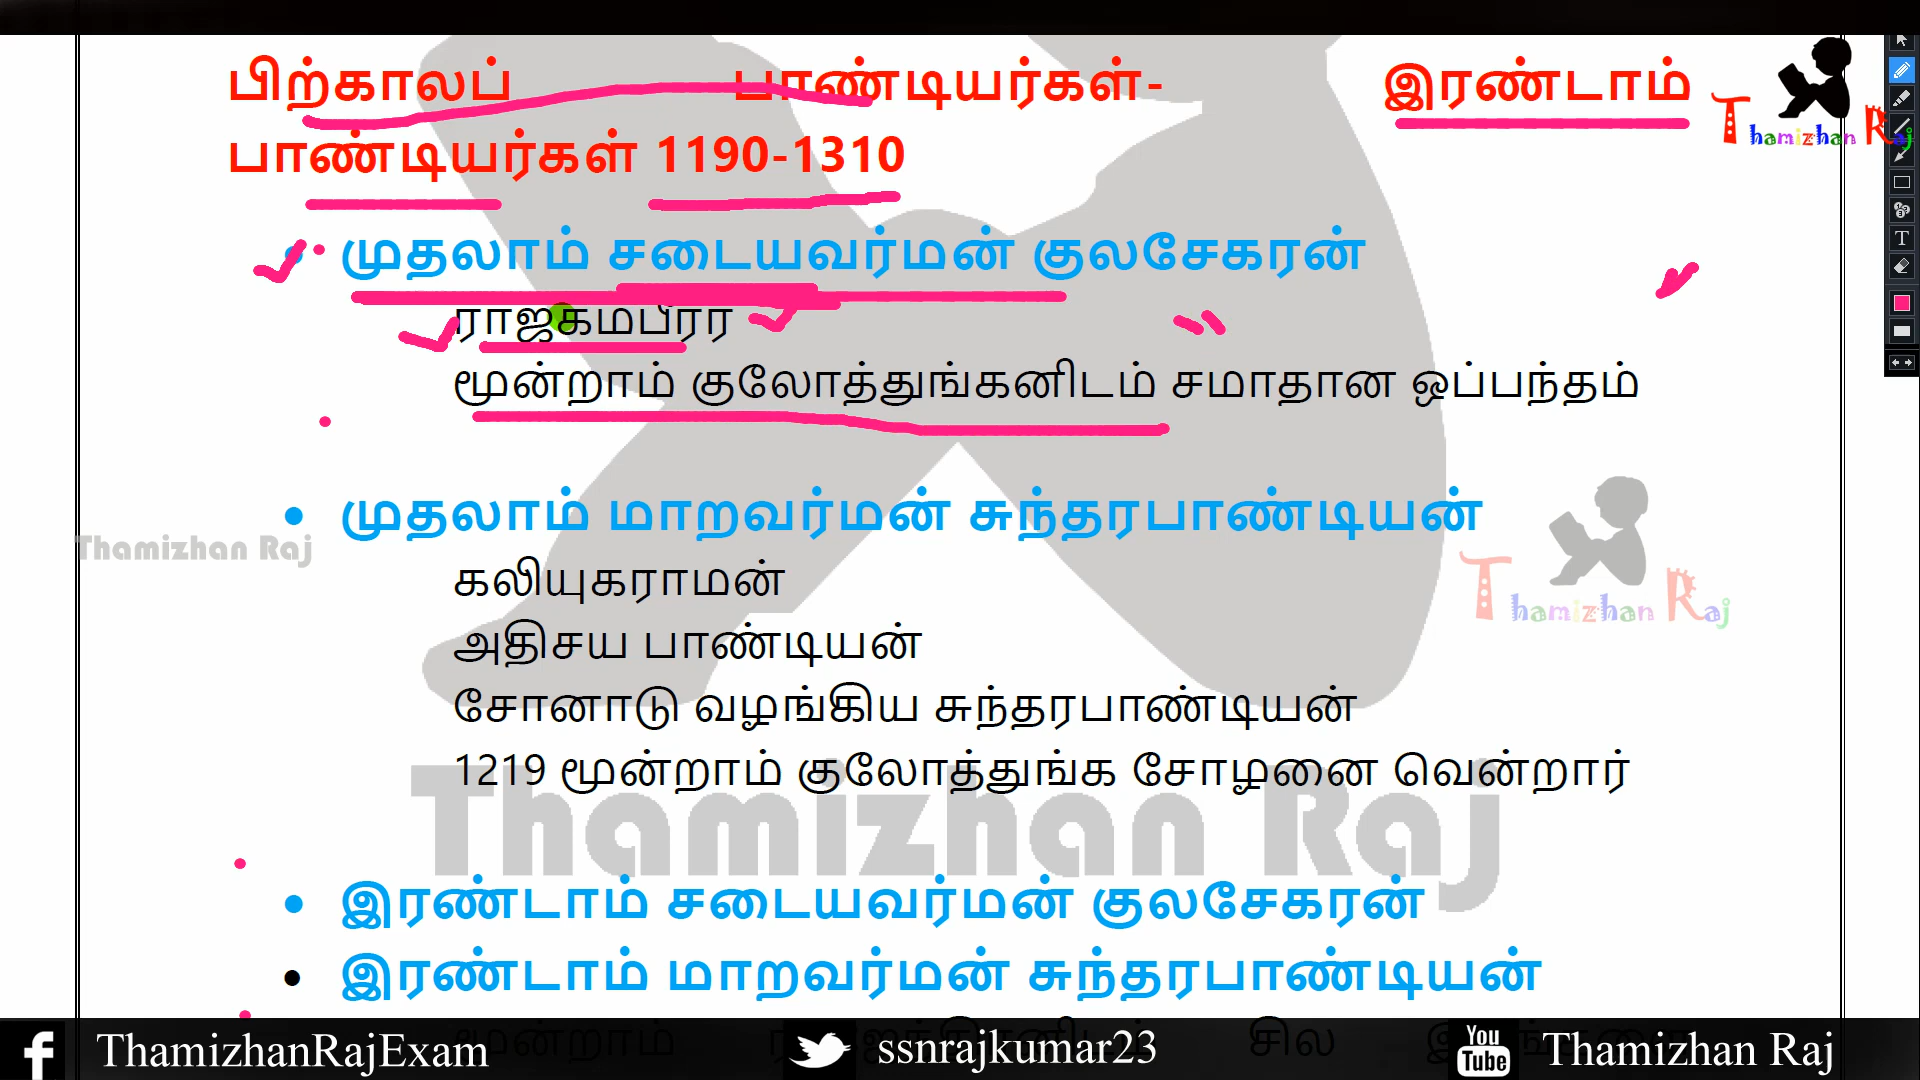 பிற்காலப் பாண்டியர்கள்- இரண்டாம்
பாண்டியர்கள் 1190-1310
முதலாம் சடையவர்மன் குலசேகரன்
ராஜகம்பீரர்
மூன்றாம் குலோத்துங்கனிடம் சமாதான ஒப்பந்தம்
முதலாம் மாறவர்மன் சுந்தரபாண்டியன்
கலியுகராமன்
அதிசய பாண்டியன்
சோனாடு வழங்கிய சுந்தரபாண்டியன்
1219 மூன்றாம் குலோத்துங்க சோழனை வென்றார்
இரண்டாம் சடையவர்மன் குலசேகரன்
இரண்டாம் மாறவர்மன் சுந்தரபாண்டியன்
மூன்றாம் சில
Thamizhan Raj
Thamizhan Raj
Thamizhan Raj
Thamizhan Raj
ThamizhanRajExam ssnrajkumar23 You Tube Thamizhan Raj